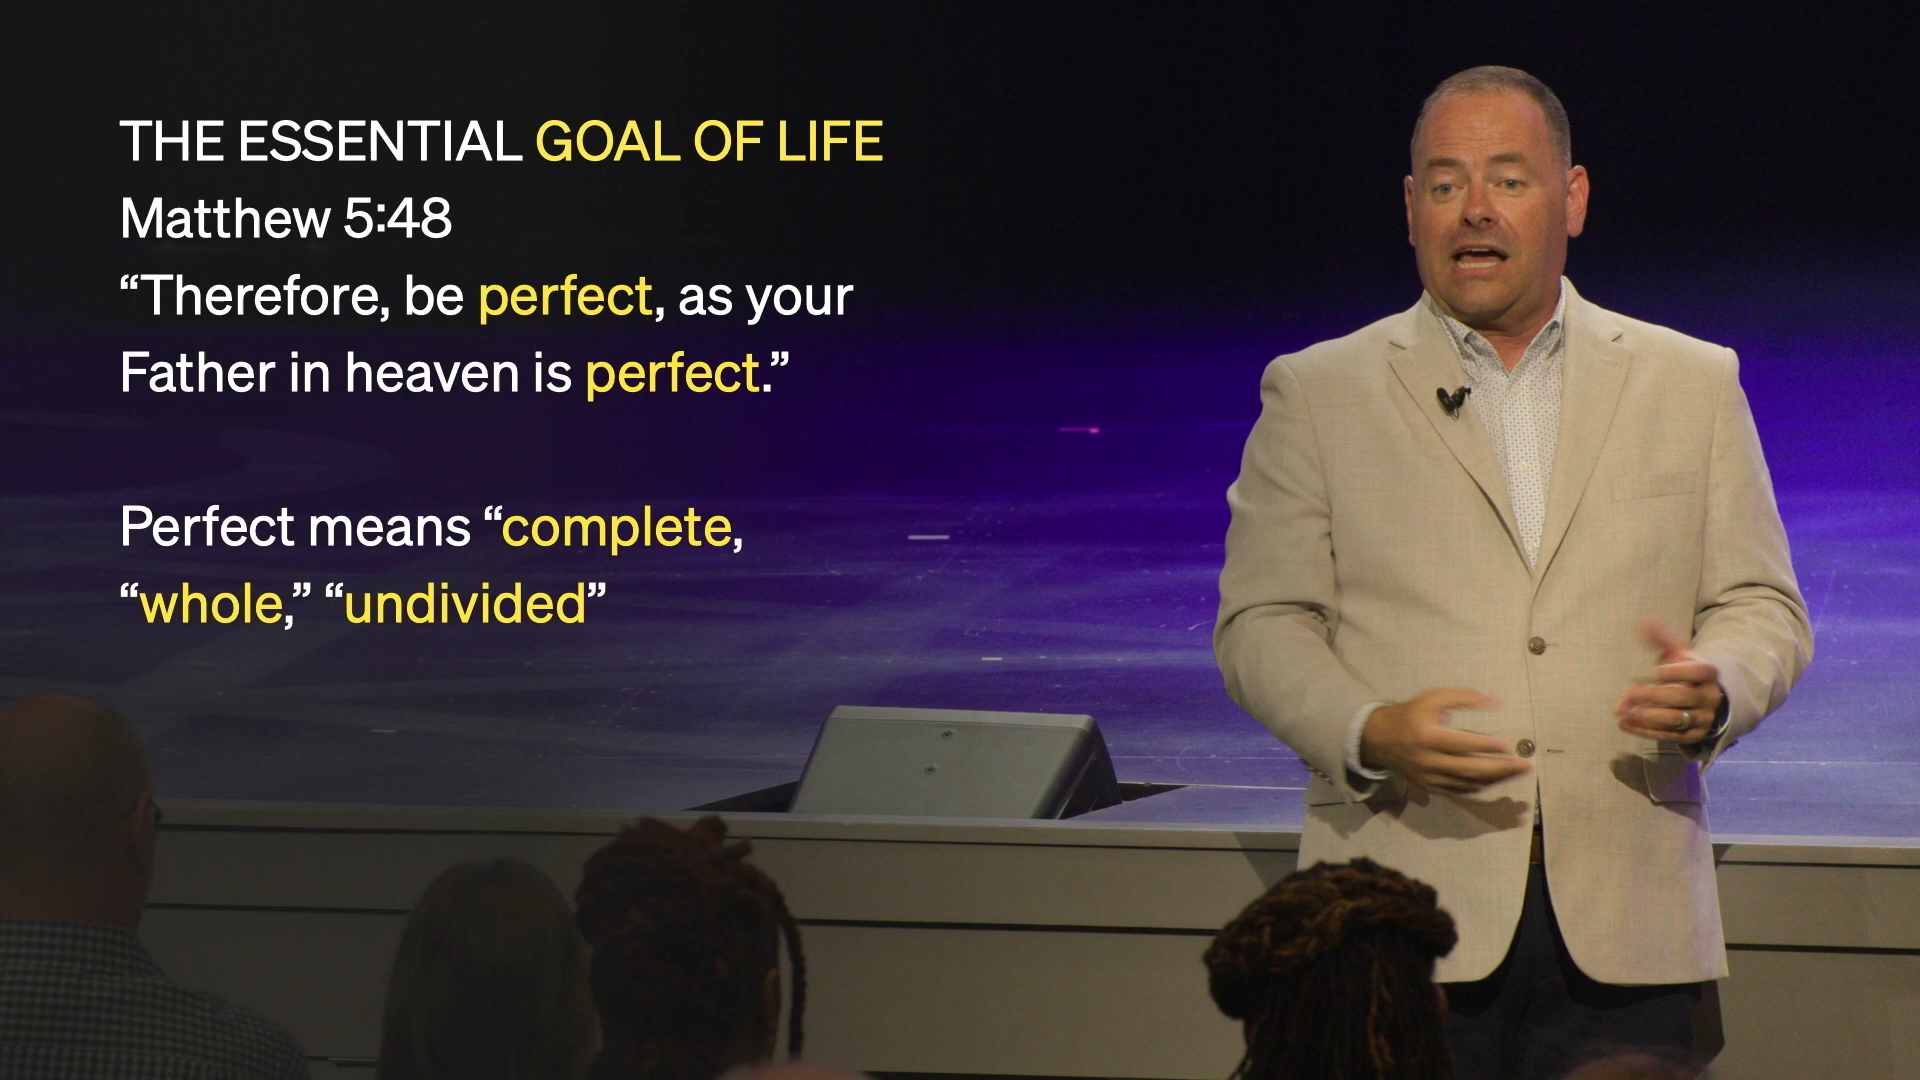 THE ESSENTIAL GOAL OF LIFE
Matthew 5:48
“Therefore, be perfect, as your
Father in heaven is perfect.”
Perfect means “complete,
“whole,” “undivided”